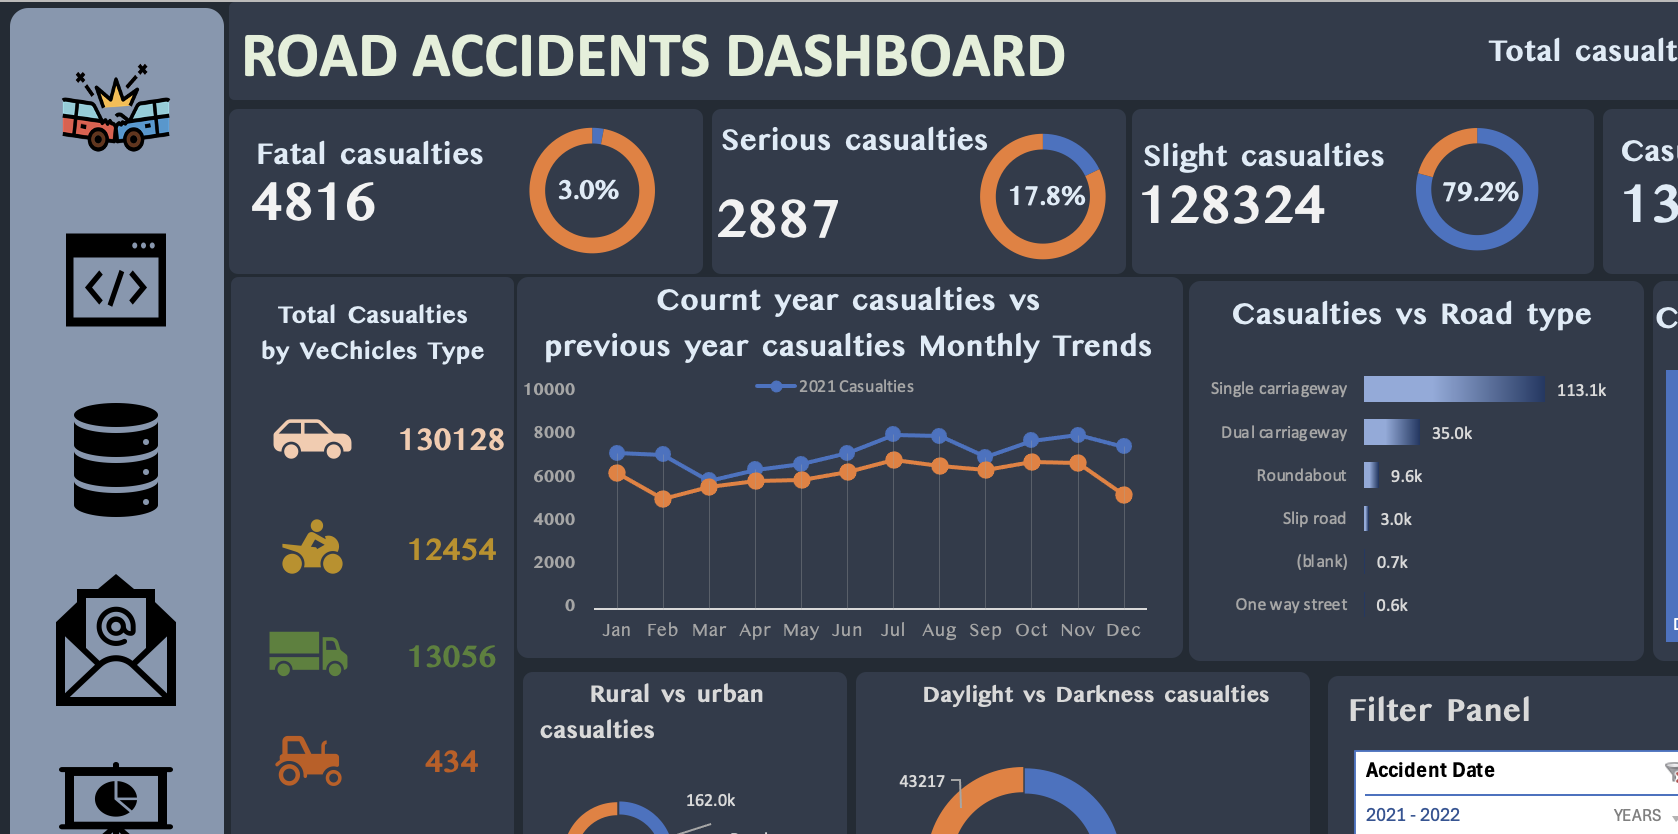 ROAD ACCIDENTS DASHBOARD
Total casualt
Fatal casualties
4816
3.0%
Serious casualties
2887
17.8%
Slight casualties
128324
79.2%
Cas
13
Total Casualties
by VeChicles Type
130128
12454
13056
434
Cournt year casualties vs
previous year casualties Monthly Trends
2021 Casualties
10000
8000
6000
4000
2000
0
Jan Feb Mar Apr May Jun Jul Aug Sep Oct Nov Dec
Casualties vs Road type
Single carriageway 113.1k
Dual carriageway 35.0k
Roundabout 9.6k
Slip road 3.0k
(blank) 0.7k
One way street 0.6k
C
Rural vs urban
casualties
162.0k
Daylight vs Darkness casualties
43217
Filter Panel
Accident Date
2021 - 2022 YEARS